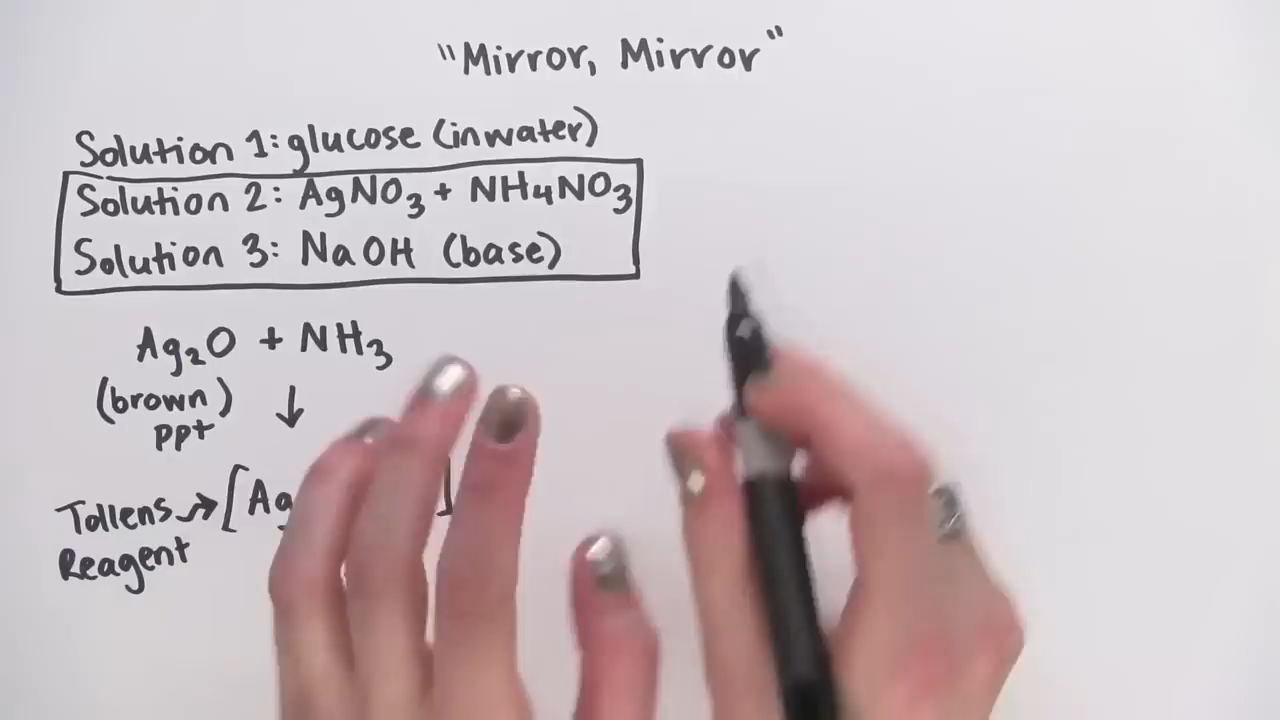 "Mirror, Mirror"
Solution 1: glucose (in water)
Solution 2: AgNO₃ + NH₄NO₃
Solution 3: NaOH (base)
Ag₂O + NH₃
(brown) ↓
ppt
Tollens → [Ag ]
Reagent